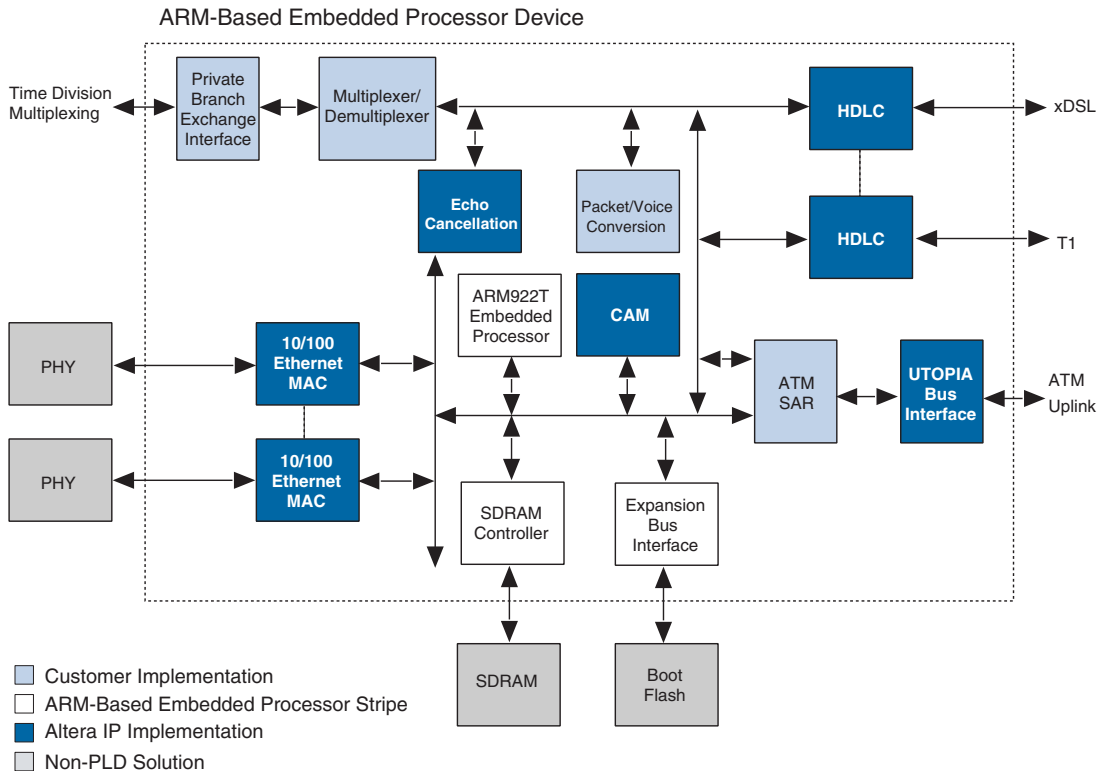 ARM-Based Embedded Processor Device
Time Division
Multiplexing
Private
Branch
Exchange
Interface
Multiplexer/
Demultiplexer
HDLC
xDSL
Echo
Cancellation
Packet/Voice
Conversion
HDLC
T1
ARM922T
Embedded
Processor
CAM
PHY
10/100
Ethernet
MAC
ATM
SAR
UTOPIA
Bus
Interface
ATM
Uplink
PHY
10/100
Ethernet
MAC
SDRAM
Controller
Expansion
Bus
Interface
SDRAM
Boot
Flash
Customer Implementation
ARM-Based Embedded Processor Stripe
Altera IP Implementation
Non-PLD Solution